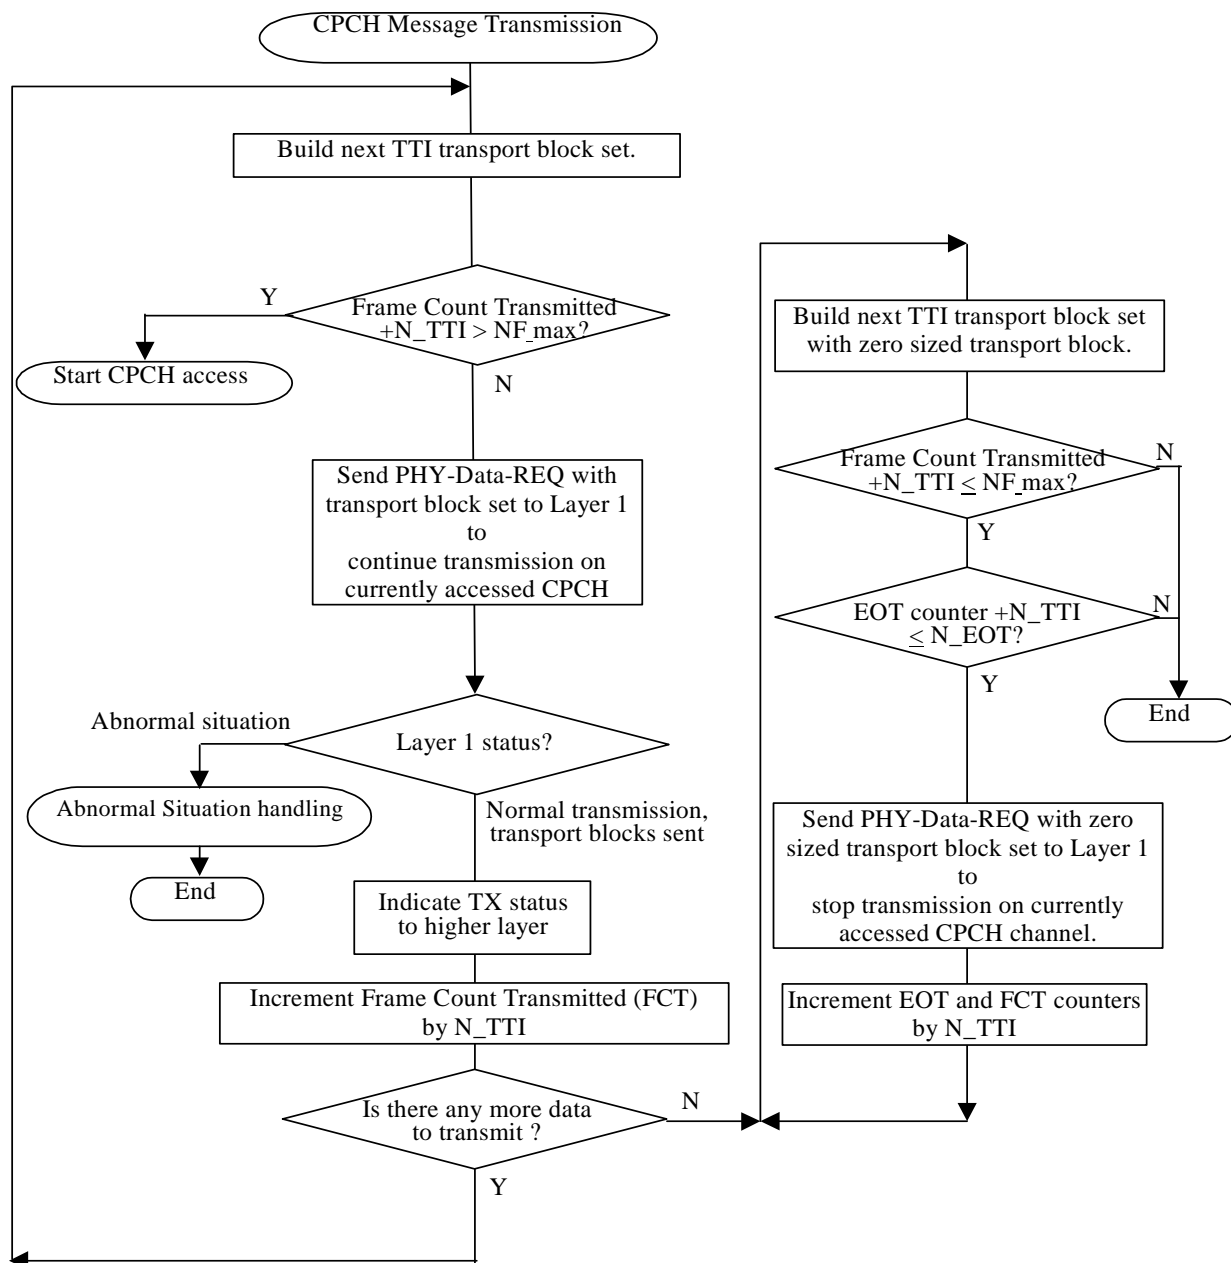 CPCH Message Transmission
Build next TTI transport block set.
Y
Frame Count Transmitted
+N_TTI > NF_max?
Start CPCH access
N
Send PHY-Data-REQ with
transport block set to Layer 1
to
continue transmission on
currently accessed CPCH
Abnormal situation
Layer 1 status?
Abnormal Situation handling
End
Normal transmission,
transport blocks sent
Indicate TX status
to higher layer
Increment Frame Count Transmitted (FCT)
by N_TTI
Is there any more data
to transmit ?
N
Y
Build next TTI transport block set
with zero sized transport block.
Frame Count Transmitted
+N_TTI ≤ NF_max?
N
Y
EOT counter +N_TTI
≤ N_EOT?
N
Y
End
Send PHY-Data-REQ with zero
sized transport block set to Layer 1
to
stop transmission on currently
accessed CPCH channel.
Increment EOT and FCT counters
by N_TTI